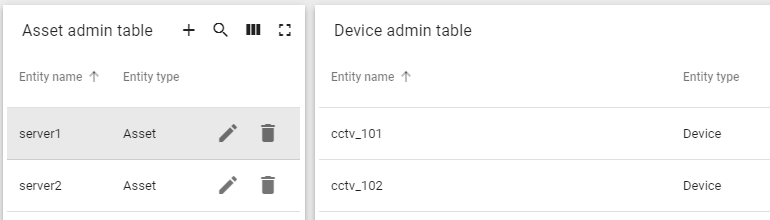 Asset admin table
Entity name Entity type
server1 Asset
server2 Asset
Device admin table
Entity name Entity type
cctv_101 Device
cctv_102 Device